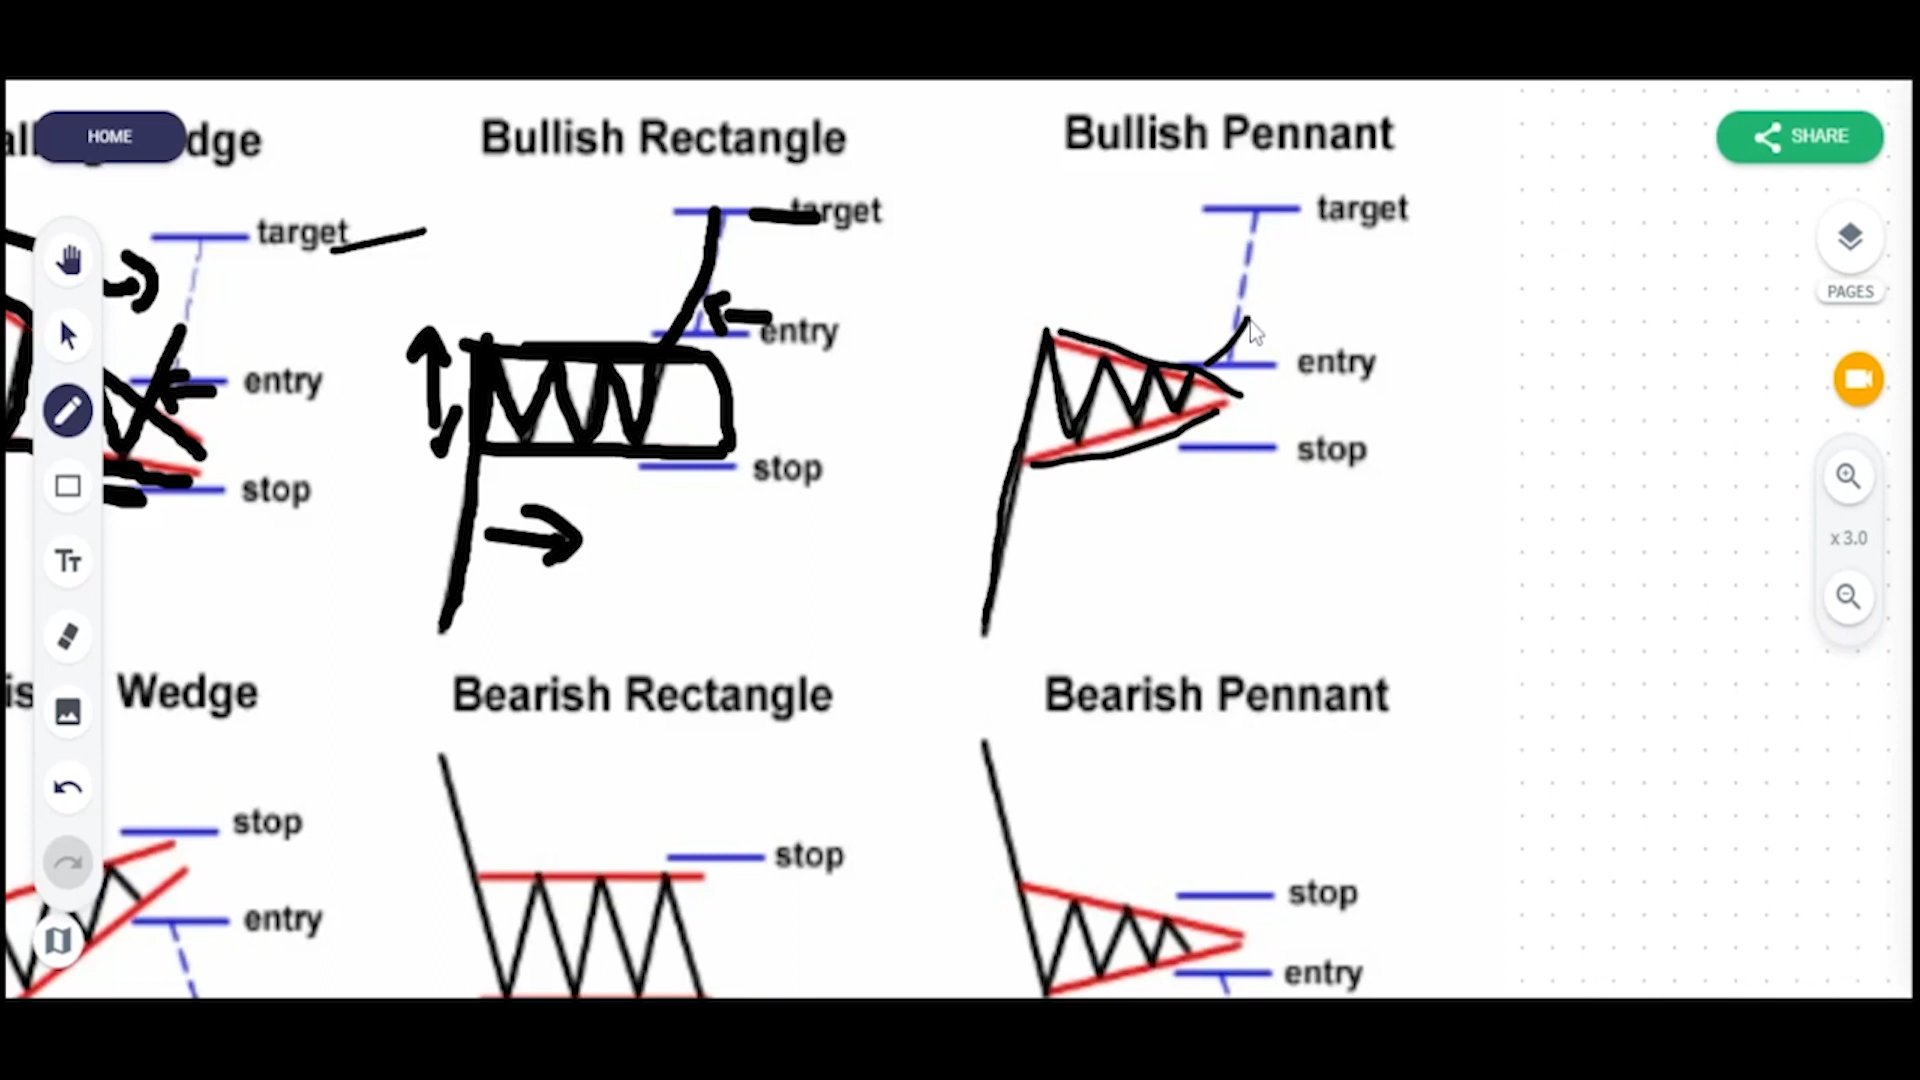 HOME
dge
Bullish Rectangle
Bullish Pennant
SHARE
target
target
target
PAGES
entry
entry
entry
stop
stop
stop
x 3.0
Tт
Wedge
Bearish Rectangle
Bearish Pennant
stop
stop
stop
entry
entry